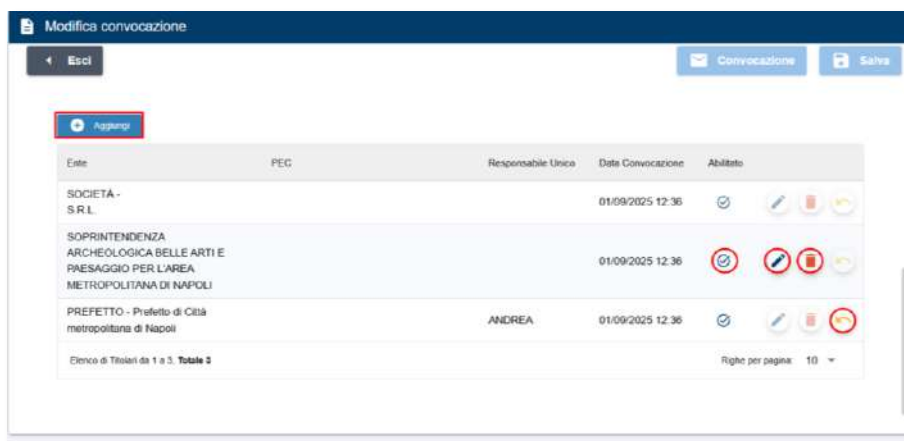 Modifica convocazione
Esci
Convocazione
Salva
Aggiungi
Ente PEC Responsabile Unico Data Convocazione Abilitato
SOCIETÀ -
S.R.L.
01/09/2025 12:36
SOPRINTENDENZA
ARCHEOLOGICA BELLE ARTI E
PAESAGGIO PER L'AREA
METROPOLITANA DI NAPOLI
01/09/2025 12:36
PREFETTO - Prefetto di Città
metropolitana di Napoli
ANDREA 01/09/2025 12:36
Elenco di Titolari da 1 a 3. Totale 3
Righe per pagina: 10